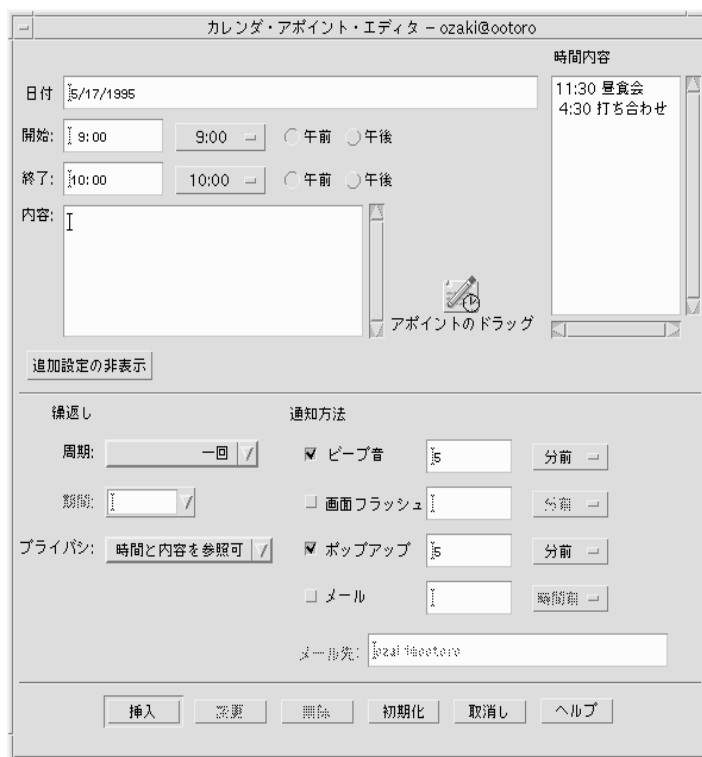 カレンダ・アポイント・エディタ – ozaki@ootoro
時間内容
日付 5/17/1995
11:30 昼食会
4:30 打ち合わせ
開始: 9:00 9:00 午前 午後
終了: 10:00 10:00 午前 午後
内容:
アポイントのドラッグ
追加設定の非表示
繰返し 通知方法
周期: 一回 ビープ音 5 分前
期間: 画面フラッシュ 分前
プライバシ: 時間と内容を参照可 ポップアップ 5 分前
メール 時間前
メール先: ozaki@ootoro
挿入 変更 削除 初期化 取消し ヘルプ